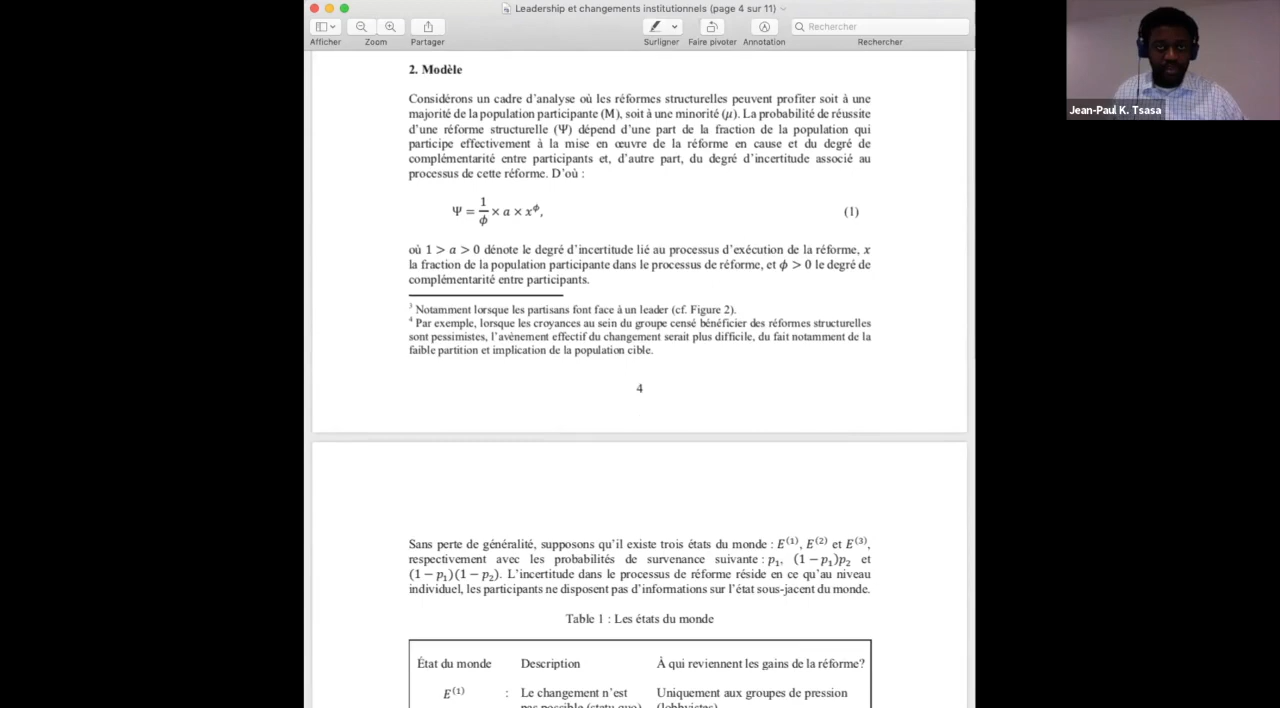 Leadership et changements institutionnels (page 4 sur 11)
Rechercher
Afficher Zoom Partager Surligner Faire pivoter Annotation Rechercher
Jean-Paul K. Tsasa
2. Modèle
Considérons un cadre d'analyse où les réformes structurelles peuvent profiter soit à une
majorité de la population participante (M), soit à une minorité (μ). La probabilité de réussite
d'une réforme structurelle (Ψ) dépend d'une part de la fraction de la population qui
participe effectivement à la mise en œuvre de la réforme en cause et du degré de
complémentarité entre participants et, d'autre part, du degré d'incertitude associé au
processus de cette réforme. D'où :
Ψ = 1/ϕ × a × x^ϕ, (1)
où 1 > a > 0 dénote le degré d'incertitude lié au processus d'exécution de la réforme, x
la fraction de la population participante dans le processus de réforme, et ϕ > 0 le degré de
complémentarité entre participants.
³ Notamment lorsque les partisans font face à un leader (cf. Figure 2).
⁴ Par exemple, lorsque les croyances au sein du groupe censé bénéficier des réformes structurelles
sont pessimistes, l'avènement effectif du changement serait plus difficile, du fait notamment de la
faible partition et implication de la population cible.
4
Sans perte de généralité, supposons qu'il existe trois états du monde : E⁽¹⁾, E⁽²⁾ et E⁽³⁾,
respectivement avec les probabilités de survenance suivante : p₁, (1 − p₁)p₂ et
(1 − p₁)(1 − p₂). L'incertitude dans le processus de réforme réside en ce qu'au niveau
individuel, les participants ne disposent pas d'informations sur l'état sous-jacent du monde.
Table 1 : Les états du monde
État du monde Description À qui reviennent les gains de la réforme?
E⁽¹⁾ : Le changement n'est Uniquement aux groupes de pression
pas possible (statu quo) (lobbyistes)